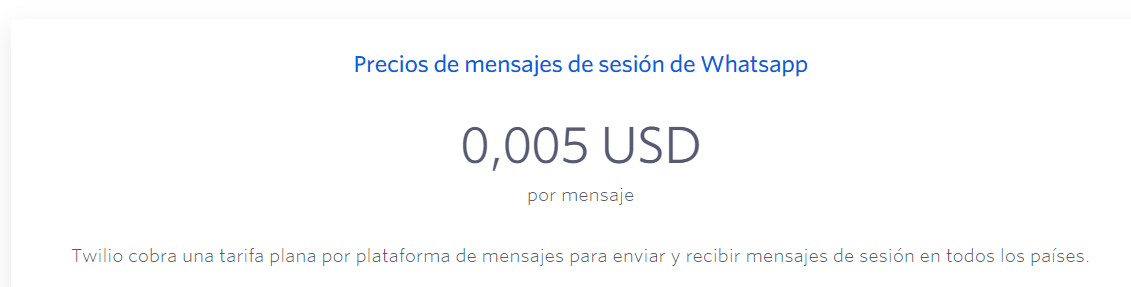 Precios de mensajes de sesión de Whatsapp
0,005 USD
por mensaje
Twilio cobra una tarifa plana por plataforma de mensajes para enviar y recibir mensajes de sesión en todos los países.